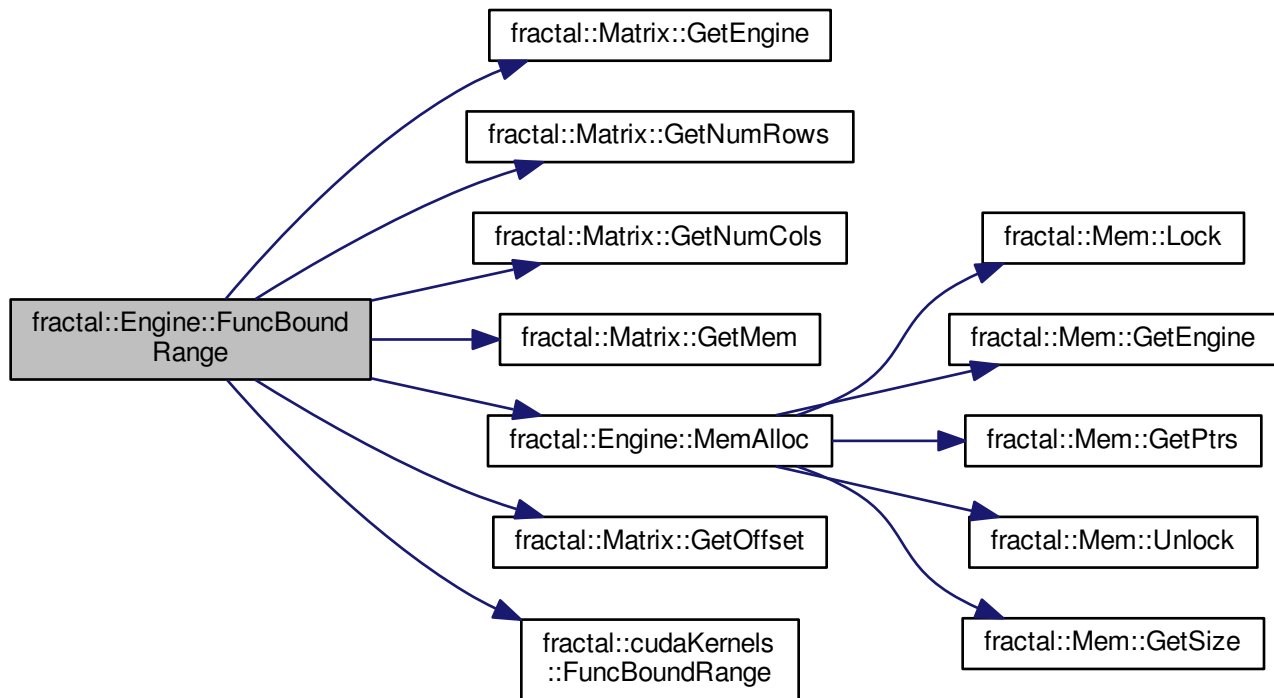 fractal::Engine::FuncBound
Range
fractal::Matrix::GetEngine
fractal::Matrix::GetNumRows
fractal::Matrix::GetNumCols
fractal::Matrix::GetMem
fractal::Engine::MemAlloc
fractal::Matrix::GetOffset
fractal::cudaKernels
::FuncBoundRange
fractal::Mem::Lock
fractal::Mem::GetEngine
fractal::Mem::GetPtrs
fractal::Mem::Unlock
fractal::Mem::GetSize